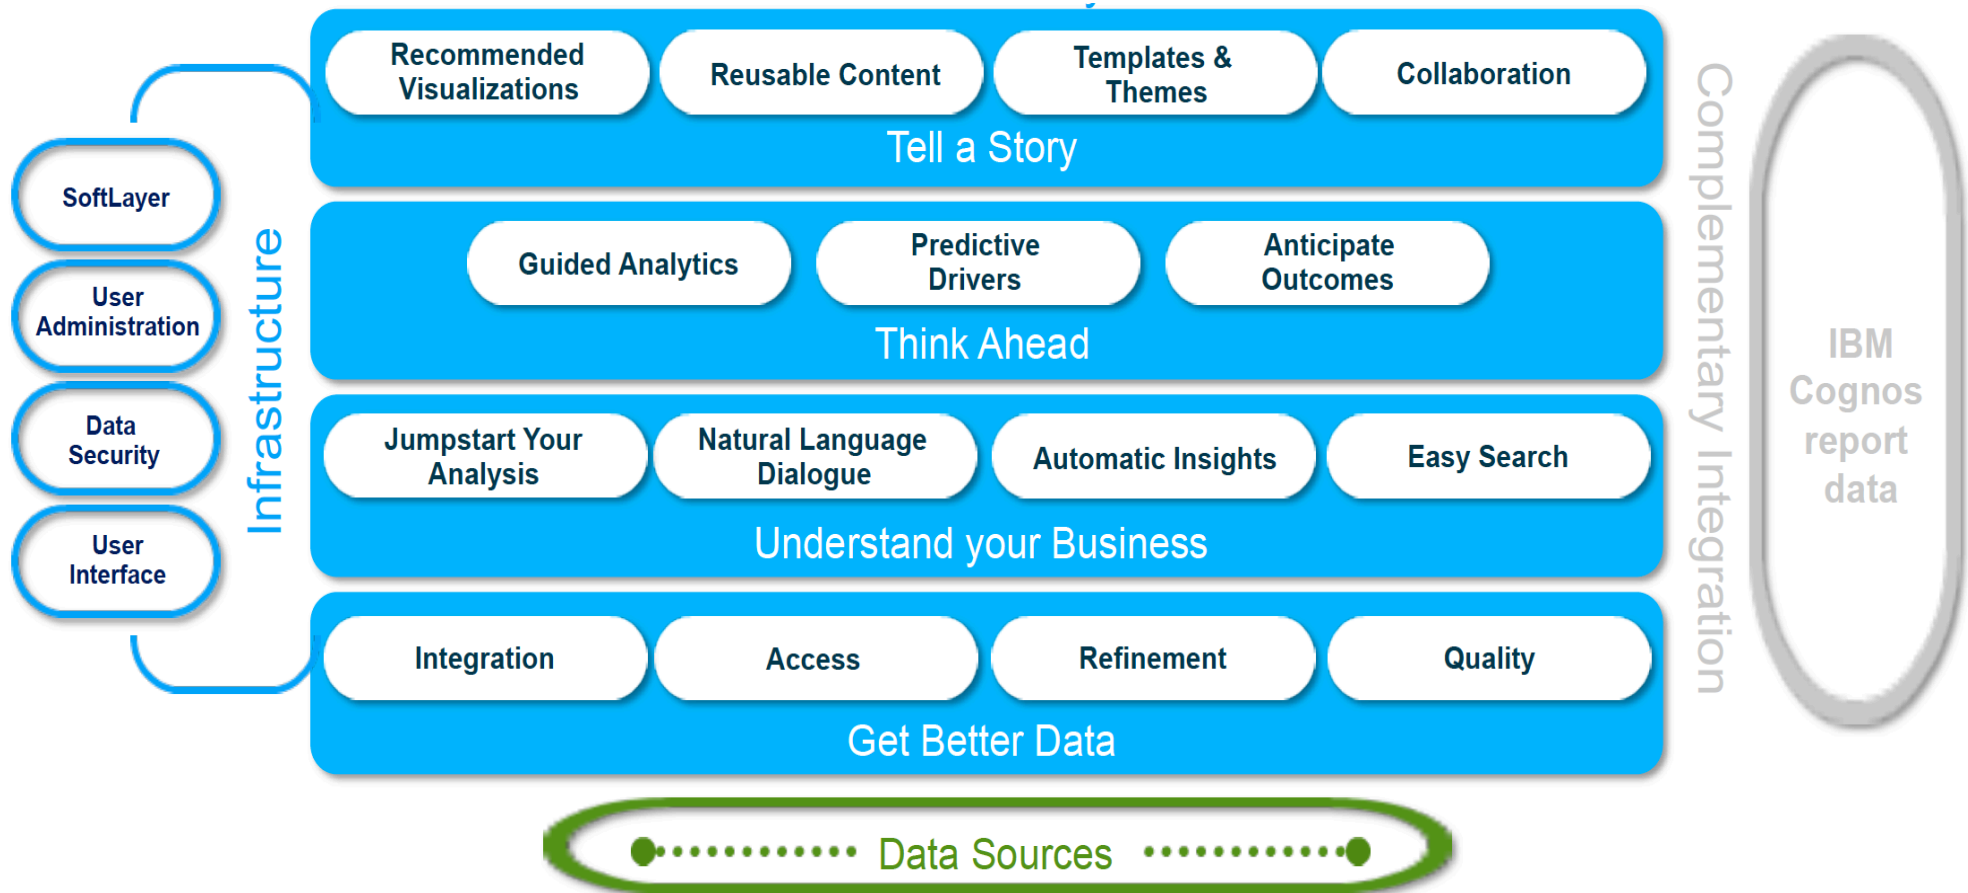 Recommended
Visualizations
Reusable Content
Templates &
Themes
Collaboration
Tell a Story
Guided Analytics
Predictive
Drivers
Anticipate
Outcomes
Think Ahead
Jumpstart Your
Analysis
Natural Language
Dialogue
Automatic Insights
Easy Search
Understand your Business
Integration
Access
Refinement
Quality
Get Better Data
Data Sources
SoftLayer
User
Administration
Data
Security
User
Interface
Infrastructure
Complementary Integration
IBM
Cognos
report
data